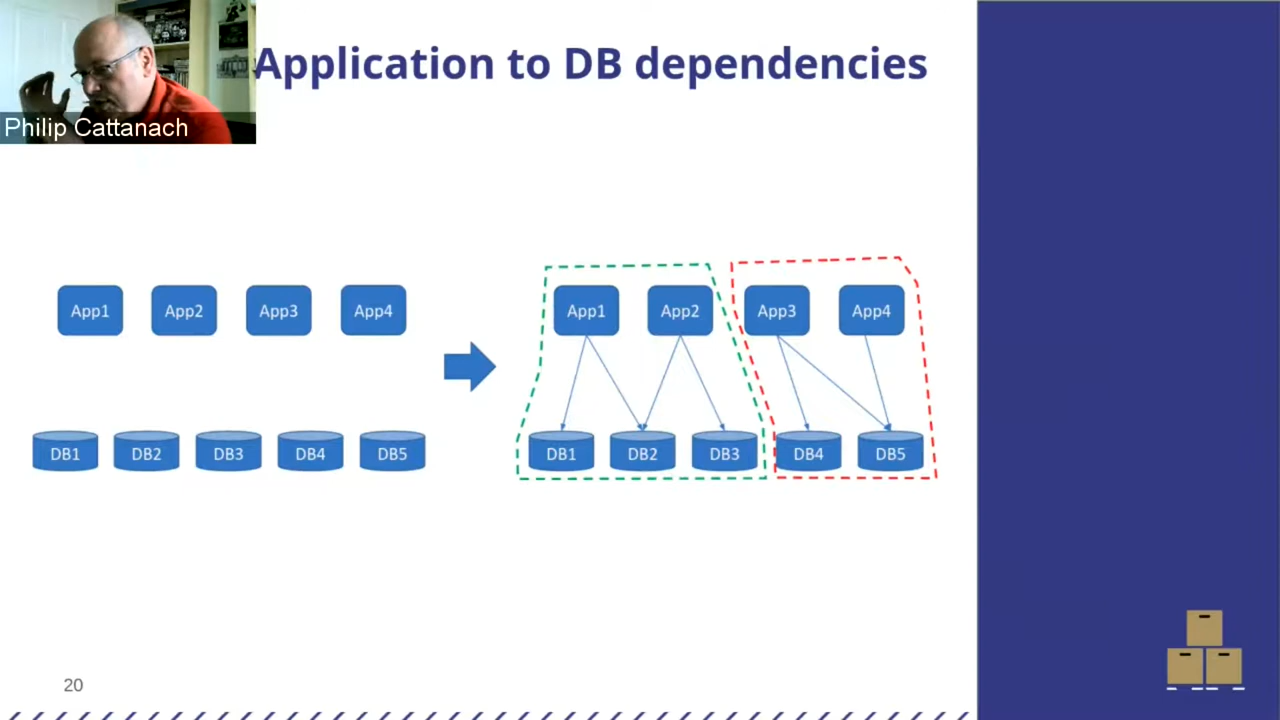 Application to DB dependencies
Philip Cattanach
App1 App2 App3 App4
DB1 DB2 DB3 DB4 DB5
App1 App2 App3 App4
DB1 DB2 DB3 DB4 DB5
20